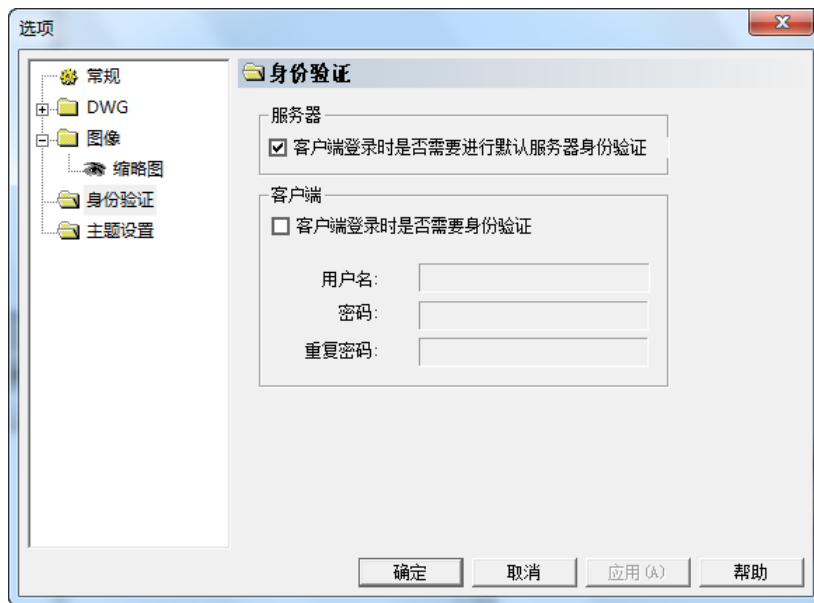 选项
常规
DWG
图像
缩略图
身份验证
主题设置
身份验证
服务器
客户端登录时是否需要进行默认服务器身份验证
客户端
客户端登录时是否需要身份验证
用户名:
密码:
重复密码:
确定
取消
应用(A)
帮助